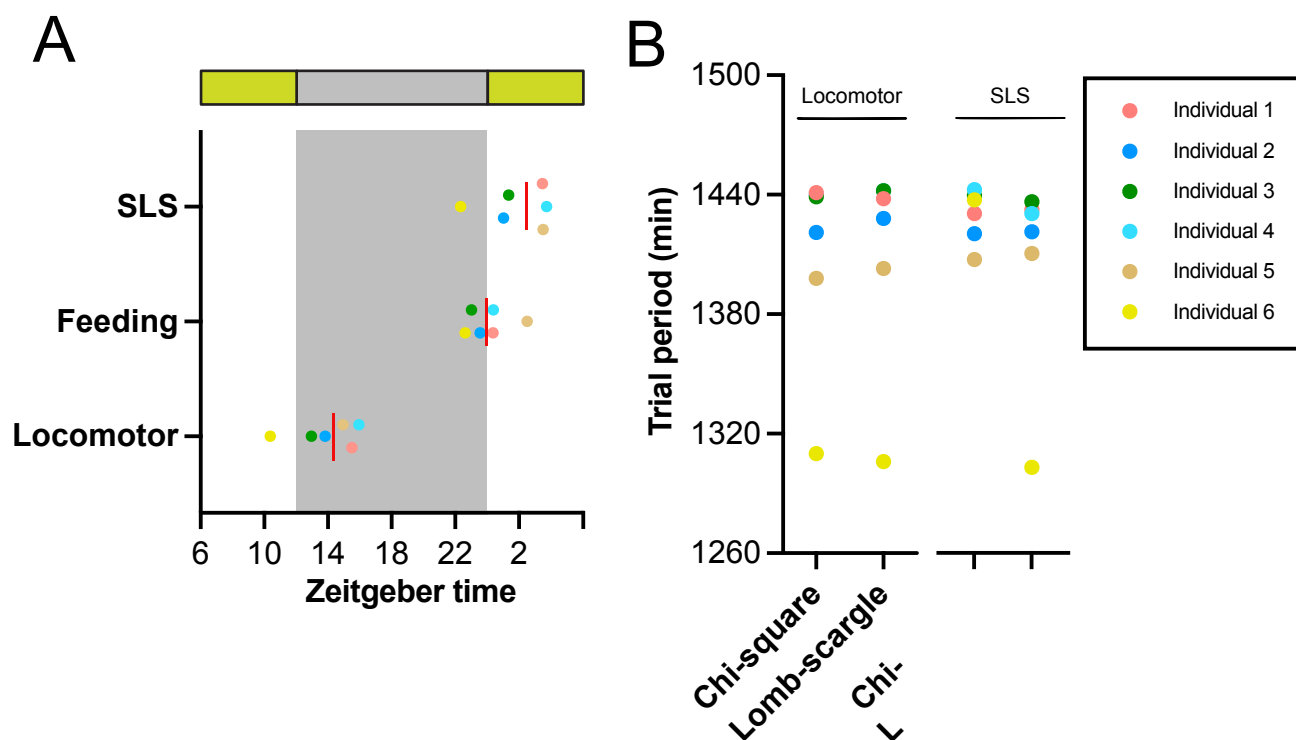 A
SLS
Feeding
Locomotor
6 10 14 18 22 2
Zeitgeber time
B
Trial period (min)
1500
1440
1380
1320
1260
Locomotor
SLS
Chi-square
Lomb-scargle
Chi-
L
Individual 1
Individual 2
Individual 3
Individual 4
Individual 5
Individual 6